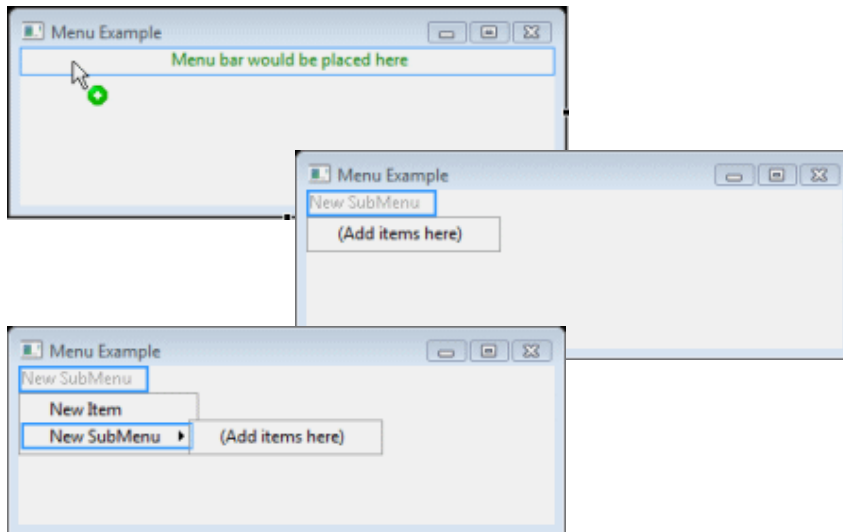 Menu Example
Menu bar would be placed here
Menu Example
New SubMenu
(Add items here)
Menu Example
New SubMenu
New Item
New SubMenu
(Add items here)